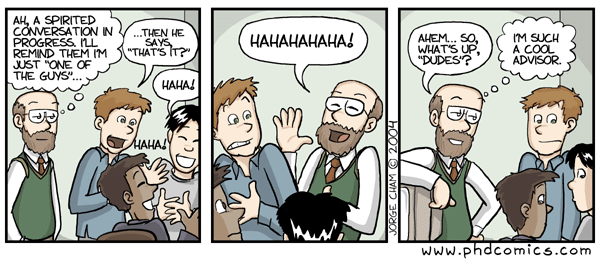 AH, A SPIRITED
CONVERSATION IN
PROGRESS. I'LL
REMIND THEM I'M
JUST "ONE OF
THE GUYS"...
...THEN HE
SAYS,
"THAT'S IT?"
HAHA!
HAHA!
HAHAHAHAHA!
JORGE CHAM © 2004
AHEM... SO,
WHAT'S UP,
"DUDES"?
I'M SUCH
A COOL
ADVISOR.
www.phdcomics.com